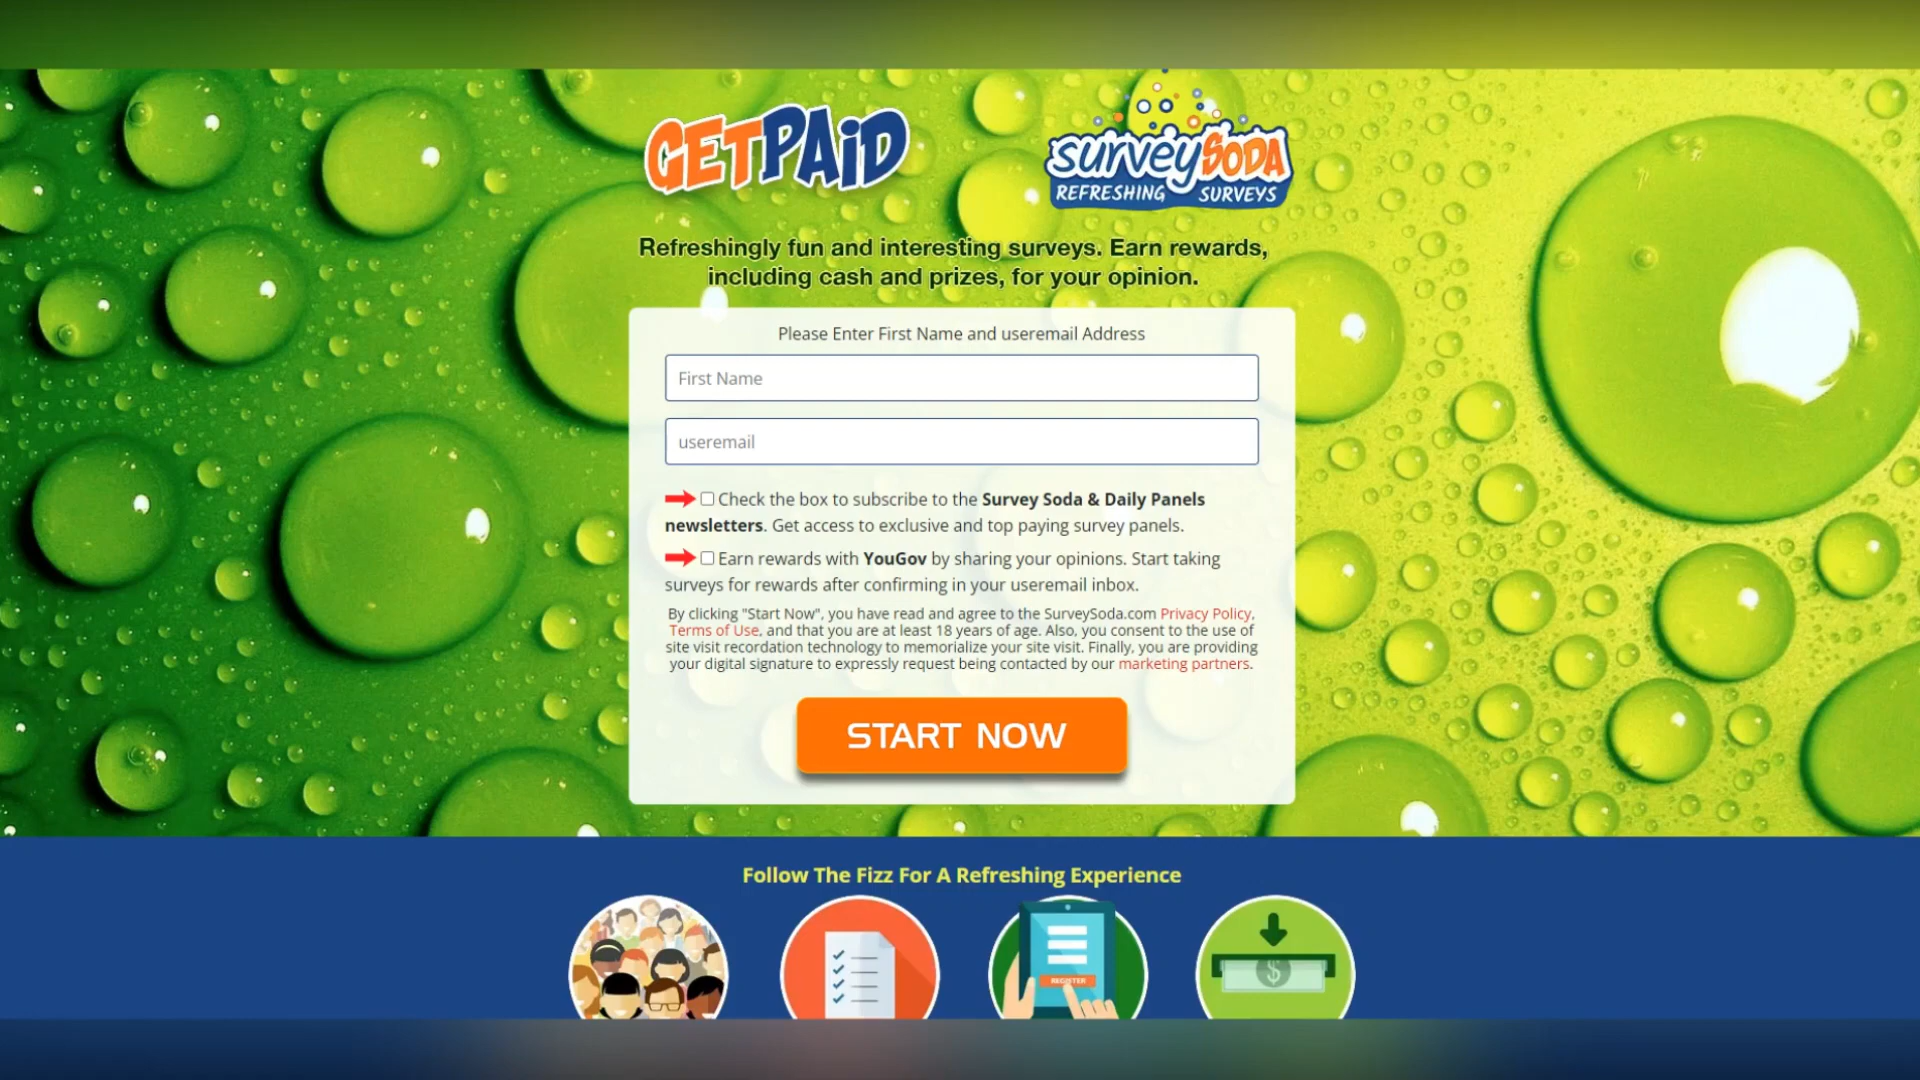 GETPAiD
surveySODA
REFRESHING SURVEYS
Refreshingly fun and interesting surveys. Earn rewards,
including cash and prizes, for your opinion.
Please Enter First Name and useremail Address
First Name
useremail
Check the box to subscribe to the Survey Soda & Daily Panels
newsletters. Get access to exclusive and top paying survey panels.
Earn rewards with YouGov by sharing your opinions. Start taking
surveys for rewards after confirming in your useremail inbox.
By clicking "Start Now", you have read and agree to the SurveySoda.com Privacy Policy,
Terms of Use, and that you are at least 18 years of age. Also, you consent to the use of
site visit recordation technology to memorialize your site visit. Finally, you are providing
your digital signature to expressly request being contacted by our marketing partners.
START NOW
Follow The Fizz For A Refreshing Experience
REGISTER
$